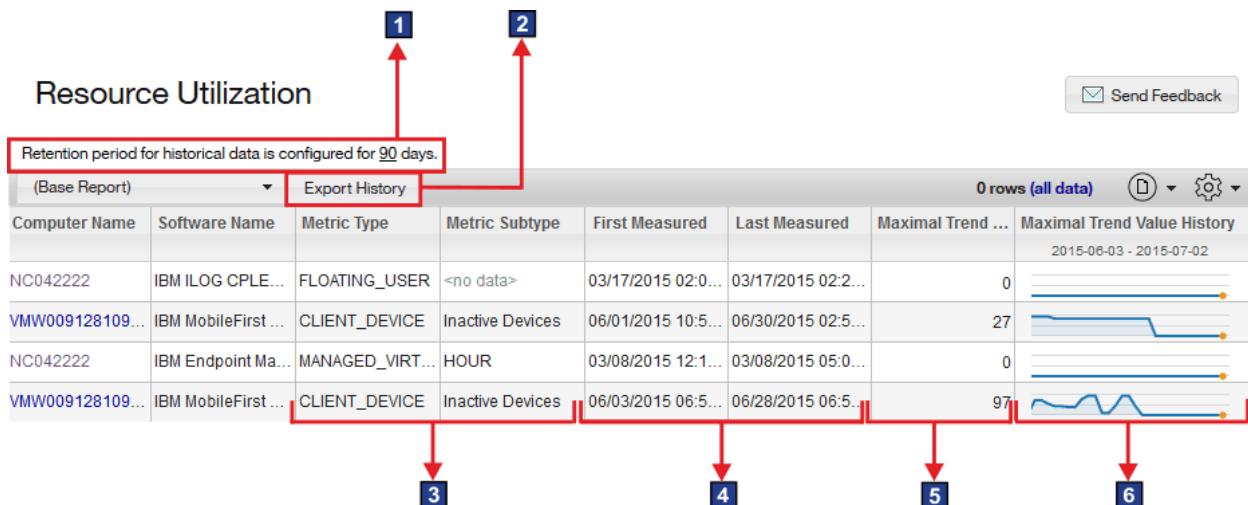 1 2
Resource Utilization
Send Feedback
Retention period for historical data is configured for 90 days.
(Base Report) Export History 0 rows (all data)
Computer Name Software Name Metric Type Metric Subtype First Measured Last Measured Maximal Trend ... Maximal Trend Value History
2015-06-03 - 2015-07-02
NC042222 IBM ILOG CPLE... FLOATING_USER <no data> 03/17/2015 02:0... 03/17/2015 02:2... 0
VMW009128109... IBM MobileFirst ... CLIENT_DEVICE Inactive Devices 06/01/2015 10:5... 06/30/2015 02:5... 27
NC042222 IBM Endpoint Ma... MANAGED_VIRT... HOUR 03/08/2015 12:1... 03/08/2015 05:0... 0
VMW009128109... IBM MobileFirst ... CLIENT_DEVICE Inactive Devices 06/03/2015 06:5... 06/28/2015 06:5... 97
3 4 5 6